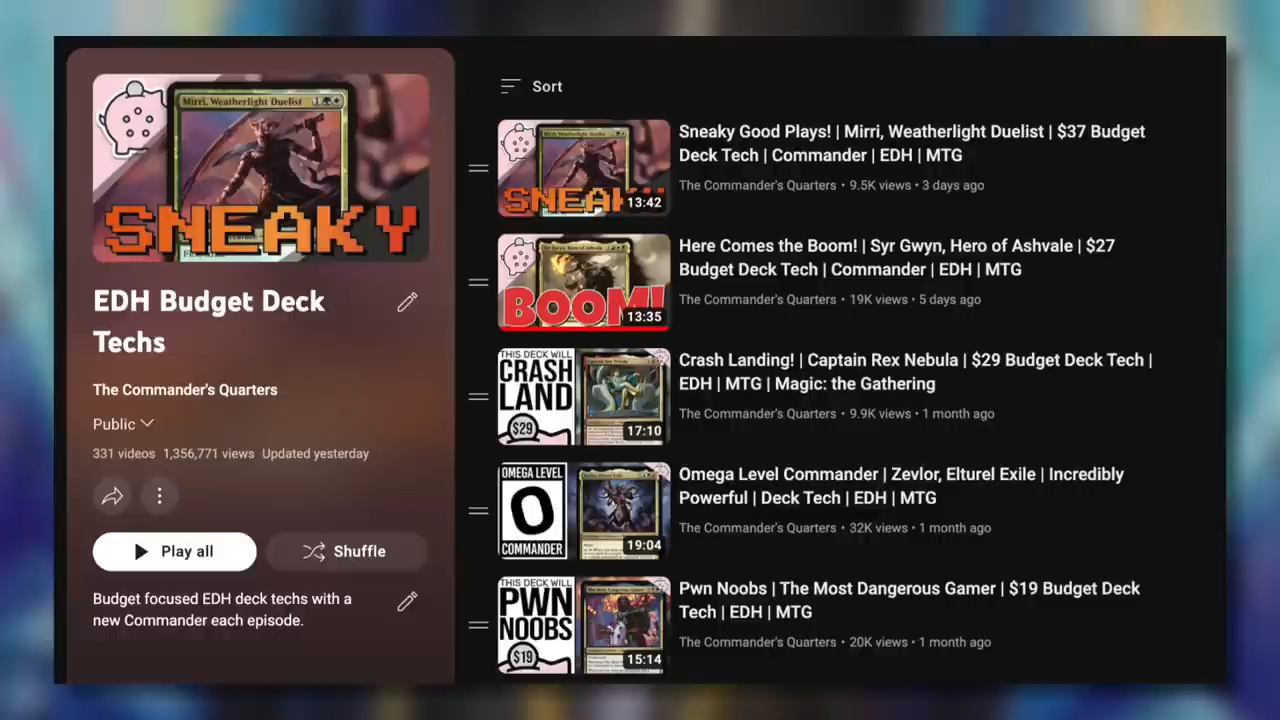 Mirri, Weatherlight Duelist
SNEAKY
EDH Budget Deck
Techs
The Commander's Quarters
Public
331 videos 1,356,771 views Updated yesterday
Play all
Shuffle
Budget focused EDH deck techs with a
new Commander each episode.
Sort
SNEAKY
13:42
Sneaky Good Plays! | Mirri, Weatherlight Duelist | $37 Budget
Deck Tech | Commander | EDH | MTG
The Commander's Quarters • 9.5K views • 3 days ago
BOOM!
13:35
Here Comes the Boom! | Syr Gwyn, Hero of Ashvale | $27
Budget Deck Tech | Commander | EDH | MTG
The Commander's Quarters • 19K views • 5 days ago
THIS DECK WILL
CRASH
LAND
$29
17:10
Crash Landing! | Captain Rex Nebula | $29 Budget Deck Tech |
EDH | MTG | Magic: the Gathering
The Commander's Quarters • 9.9K views • 1 month ago
OMEGA LEVEL
O
COMMANDER
19:04
Omega Level Commander | Zevlor, Elturel Exile | Incredibly
Powerful | Deck Tech | EDH | MTG
The Commander's Quarters • 32K views • 1 month ago
THIS DECK WILL
PWN
NOOBS
$19
15:14
Pwn Noobs | The Most Dangerous Gamer | $19 Budget Deck
Tech | EDH | MTG
The Commander's Quarters • 20K views • 1 month ago